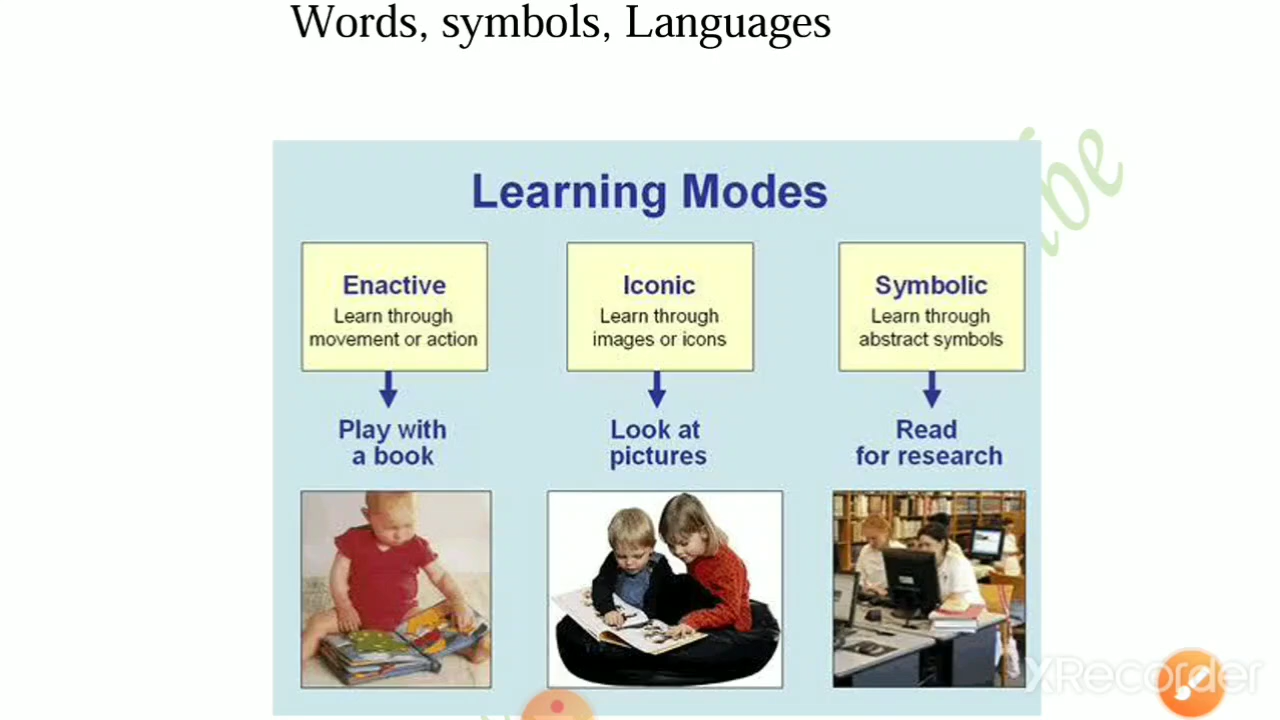 Words, symbols, Languages
Learning Modes
Enactive
Learn through
movement or action
Iconic
Learn through
images or icons
Symbolic
Learn through
abstract symbols
Play with
a book
Look at
pictures
Read
for research
XRecorder